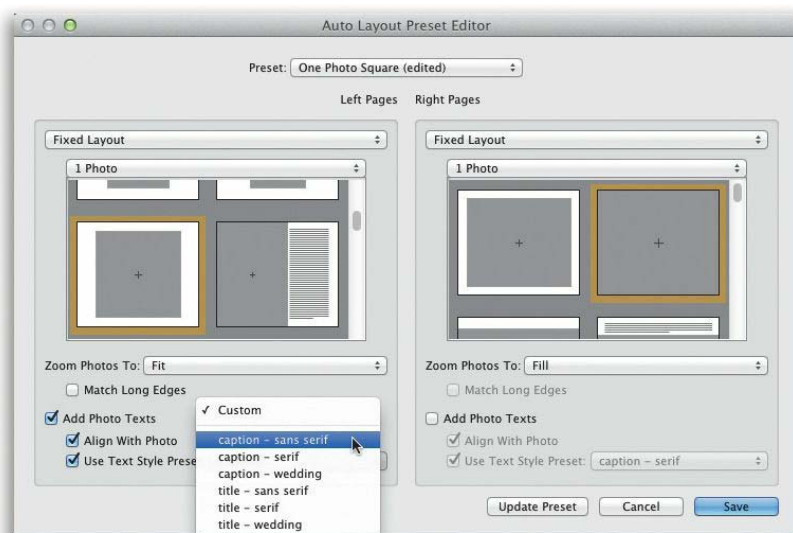 Auto Layout Preset Editor
Preset: One Photo Square (edited)
Left Pages Right Pages
Fixed Layout
1 Photo
Zoom Photos To: Fit
Match Long Edges
Add Photo Texts
Align With Photo
Use Text Style Prese
✓ Custom
caption – sans serif
caption – serif
caption – wedding
title – sans serif
title – serif
title – wedding
Fixed Layout
1 Photo
Zoom Photos To: Fill
Match Long Edges
Add Photo Texts
Align With Photo
Use Text Style Preset: caption – serif
Update Preset Cancel Save